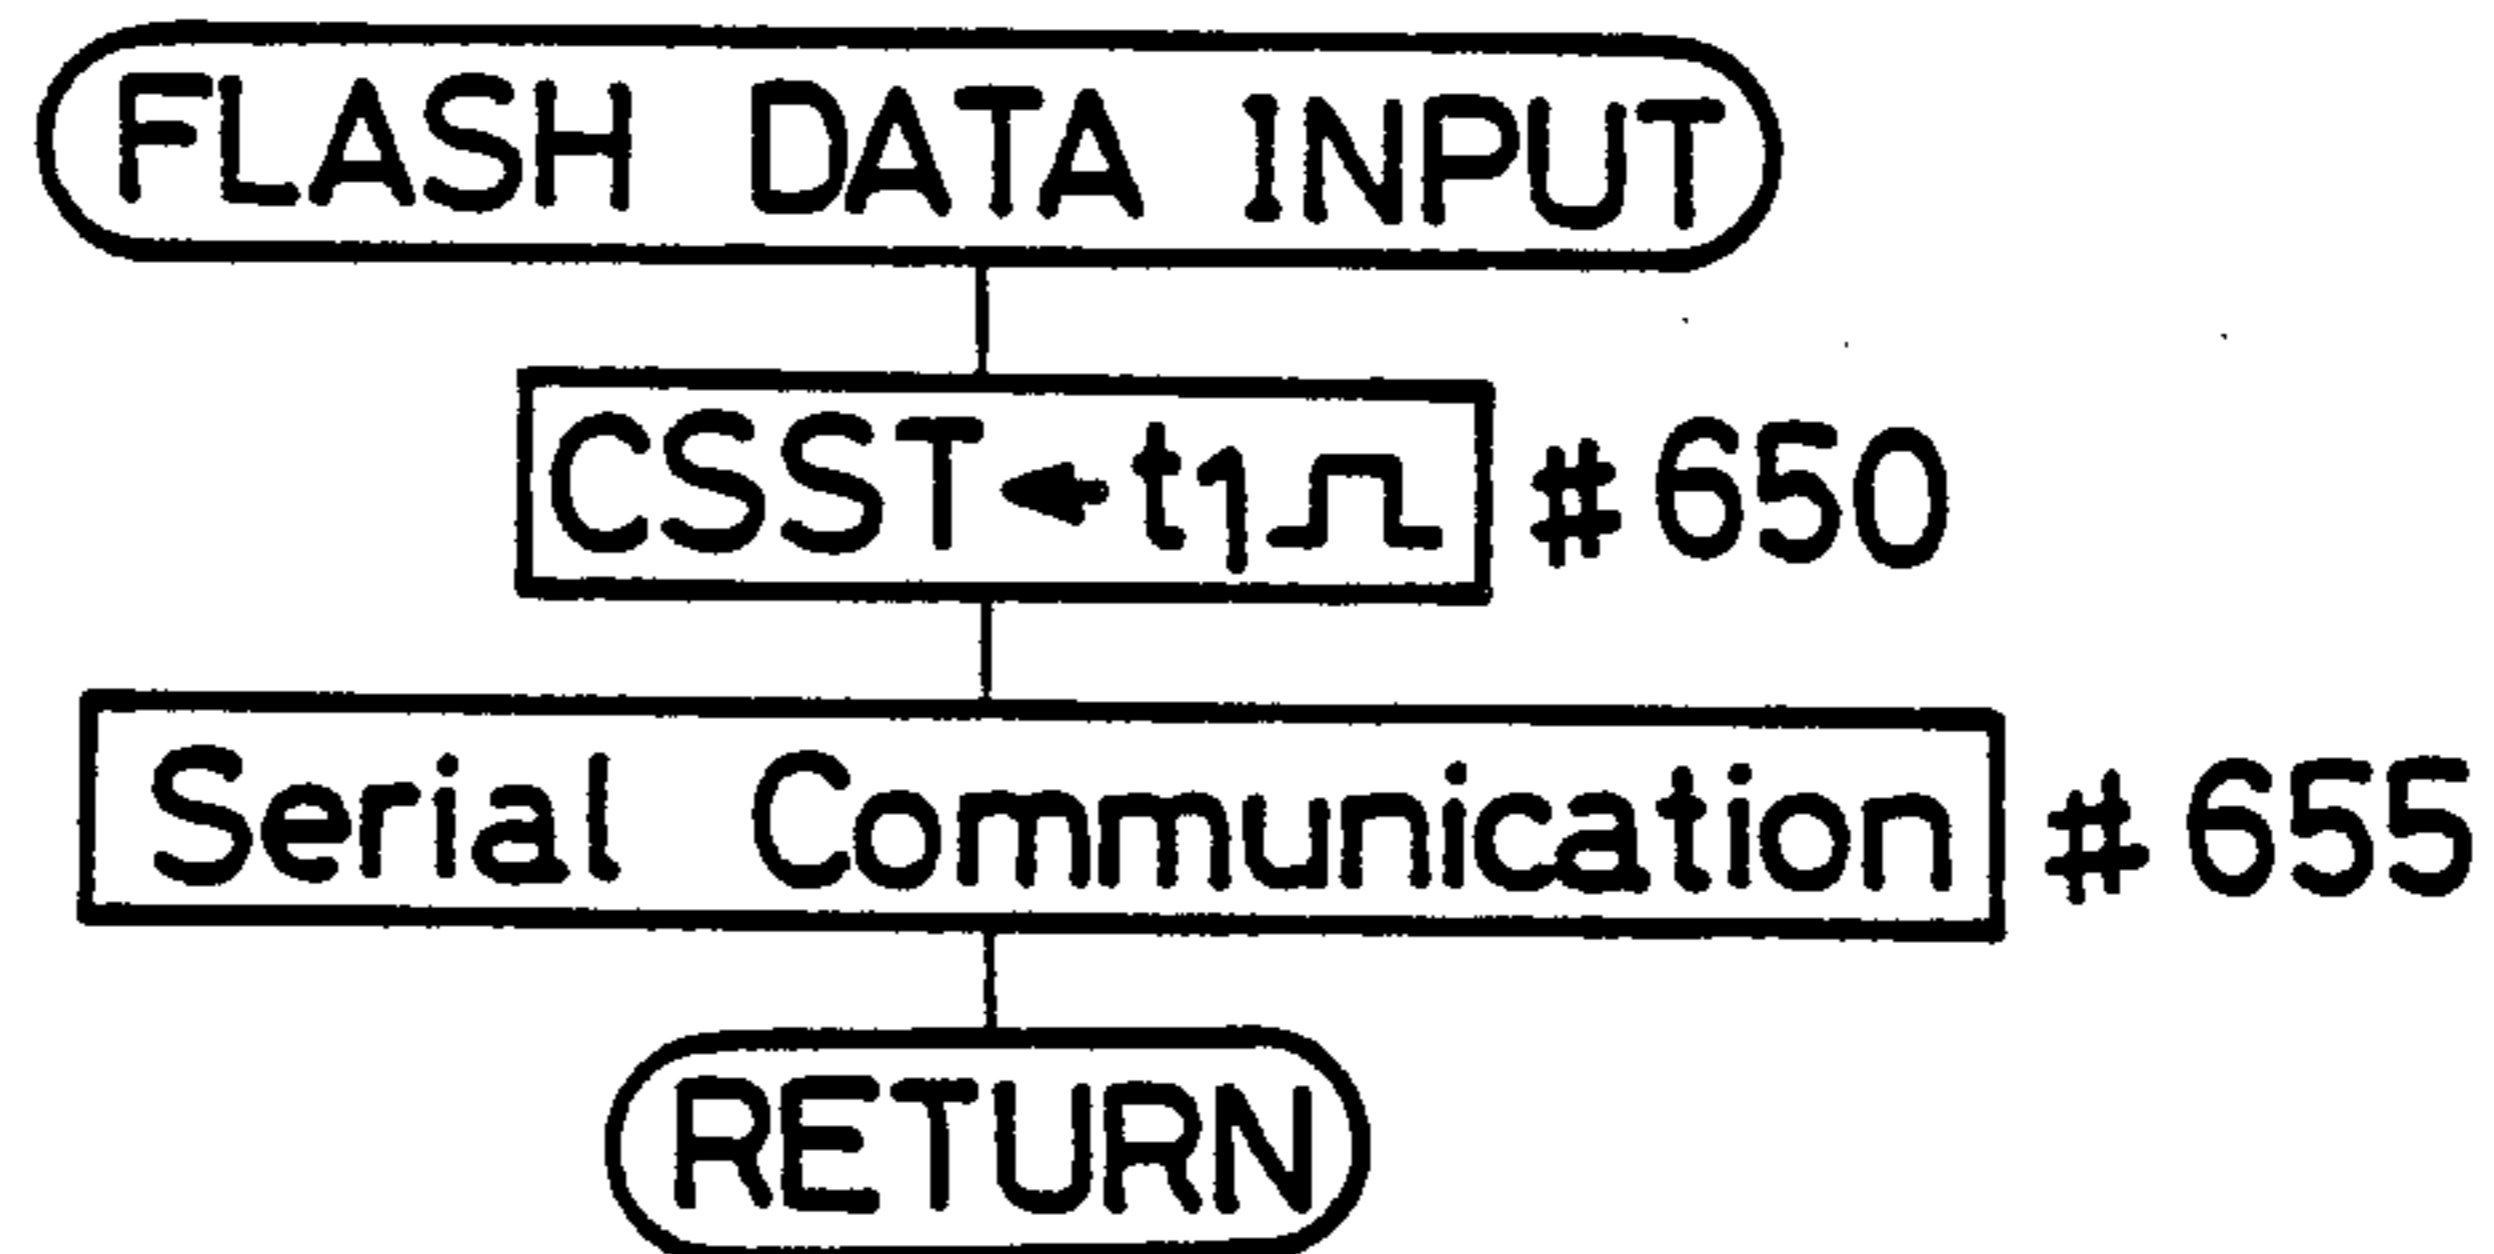 FLASH DATA INPUT
CSST←t1⎍ #650
Serial Communication #655
RETURN